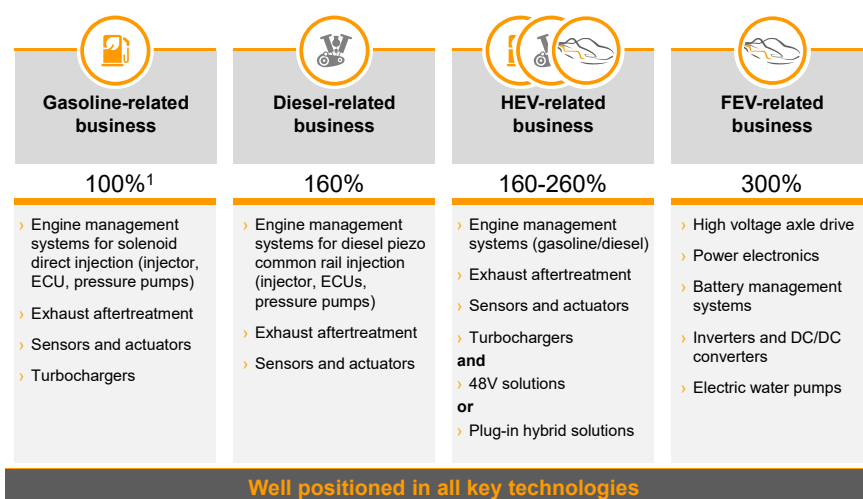 Gasoline-related
business
100%¹
› Engine management
systems for solenoid
direct injection (injector,
ECU, pressure pumps)
› Exhaust aftertreatment
› Sensors and actuators
› Turbochargers
Diesel-related
business
160%
› Engine management
systems for diesel piezo
common rail injection
(injector, ECUs,
pressure pumps)
› Exhaust aftertreatment
› Sensors and actuators
HEV-related
business
160-260%
› Engine management
systems (gasoline/diesel)
› Exhaust aftertreatment
› Sensors and actuators
› Turbochargers
and
› 48V solutions
or
› Plug-in hybrid solutions
FEV-related
business
300%
› High voltage axle drive
› Power electronics
› Battery management
systems
› Inverters and DC/DC
converters
› Electric water pumps
Well positioned in all key technologies